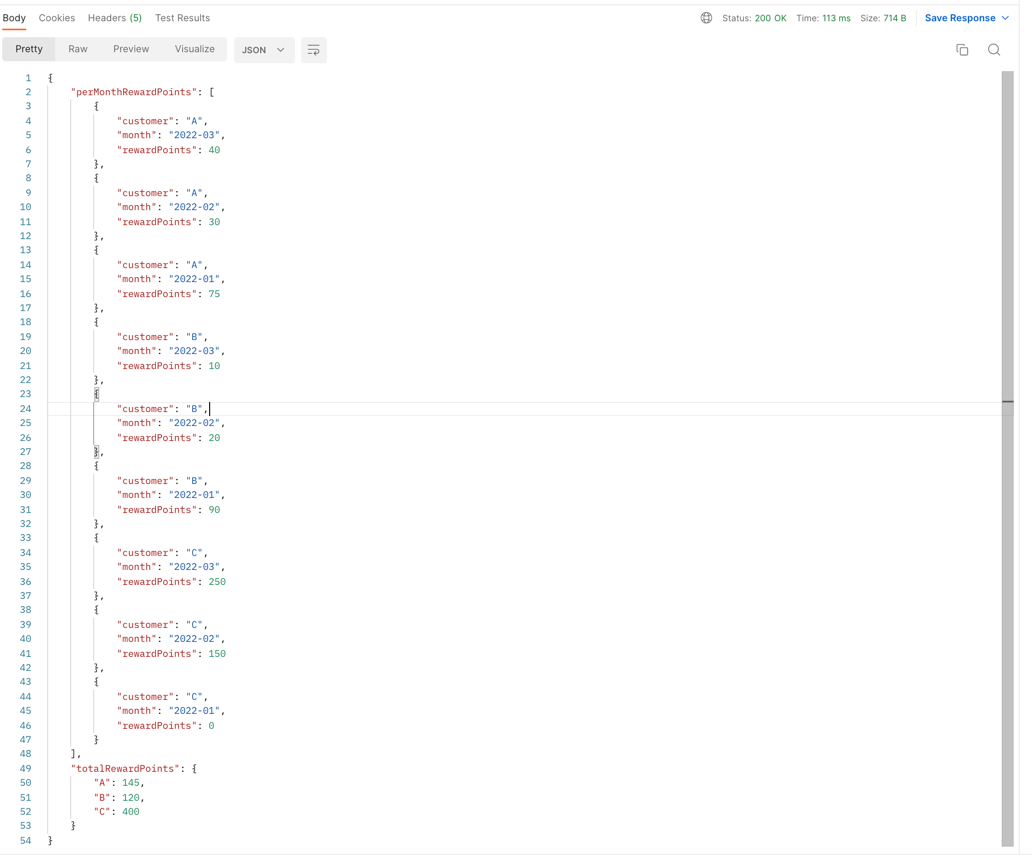 Body Cookies Headers (5) Test Results Status: 200 OK Time: 113 ms Size: 714 B Save Response
Pretty Raw Preview Visualize JSON
1 {
2 "perMonthRewardPoints": [
3 {
4 "customer": "A",
5 "month": "2022-03",
6 "rewardPoints": 40
7 },
8 {
9 "customer": "A",
10 "month": "2022-02",
11 "rewardPoints": 30
12 },
13 {
14 "customer": "A",
15 "month": "2022-01",
16 "rewardPoints": 75
17 },
18 {
19 "customer": "B",
20 "month": "2022-03",
21 "rewardPoints": 10
22 },
23 {
24 "customer": "B",
25 "month": "2022-02",
26 "rewardPoints": 20
27 },
28 {
29 "customer": "B",
30 "month": "2022-01",
31 "rewardPoints": 90
32 },
33 {
34 "customer": "C",
35 "month": "2022-03",
36 "rewardPoints": 250
37 },
38 {
39 "customer": "C",
40 "month": "2022-02",
41 "rewardPoints": 150
42 },
43 {
44 "customer": "C",
45 "month": "2022-01",
46 "rewardPoints": 0
47 }
48 ],
49 "totalRewardPoints": {
50 "A": 145,
51 "B": 120,
52 "C": 400
53 }
54 }